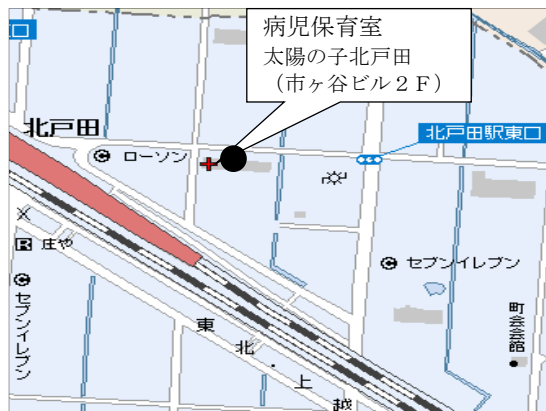 病児保育室
太陽の子北戸田
（市ヶ谷ビル２Ｆ）
口
北戸田
ローソン
北戸田駅東口
R 庄や
セブンイレブン
セブンイレブン
町会会館
東
北
上
越